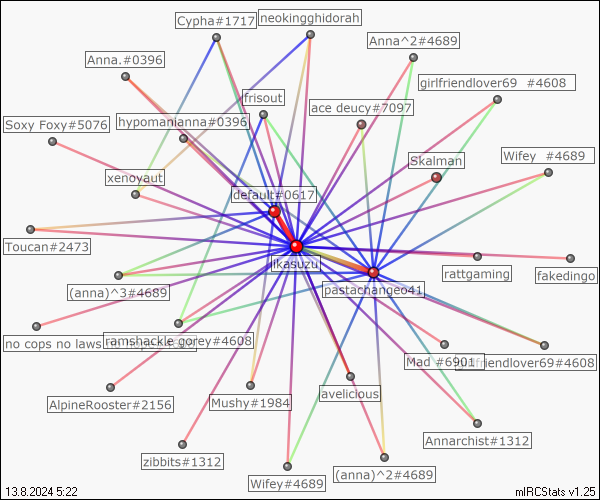 Cypha#1717
neokingghidorah
Anna^2#4689
Anna.#0396
girlfriendlover69 #4608
frisout
ace deucy#7097
Soxy Foxy#5076
hypomanianna#0396
Skalman
Wifey #4689
xenoyaut
default#0617
Toucan#2473
ikasuzu
rattgaming
fakedingo
(anna)^3#4689
pastachangeo41
no cops no laws
ramshackle gorey#4608
Mad #6901
girlfriendlover69#4608
AlpineRooster#2156
Mushy#1984
avelicious
Annarchist#1312
zibbits#1312
Wifey#4689
(anna)^2#4689
13.8.2024 5:22
mIRCStats v1.25